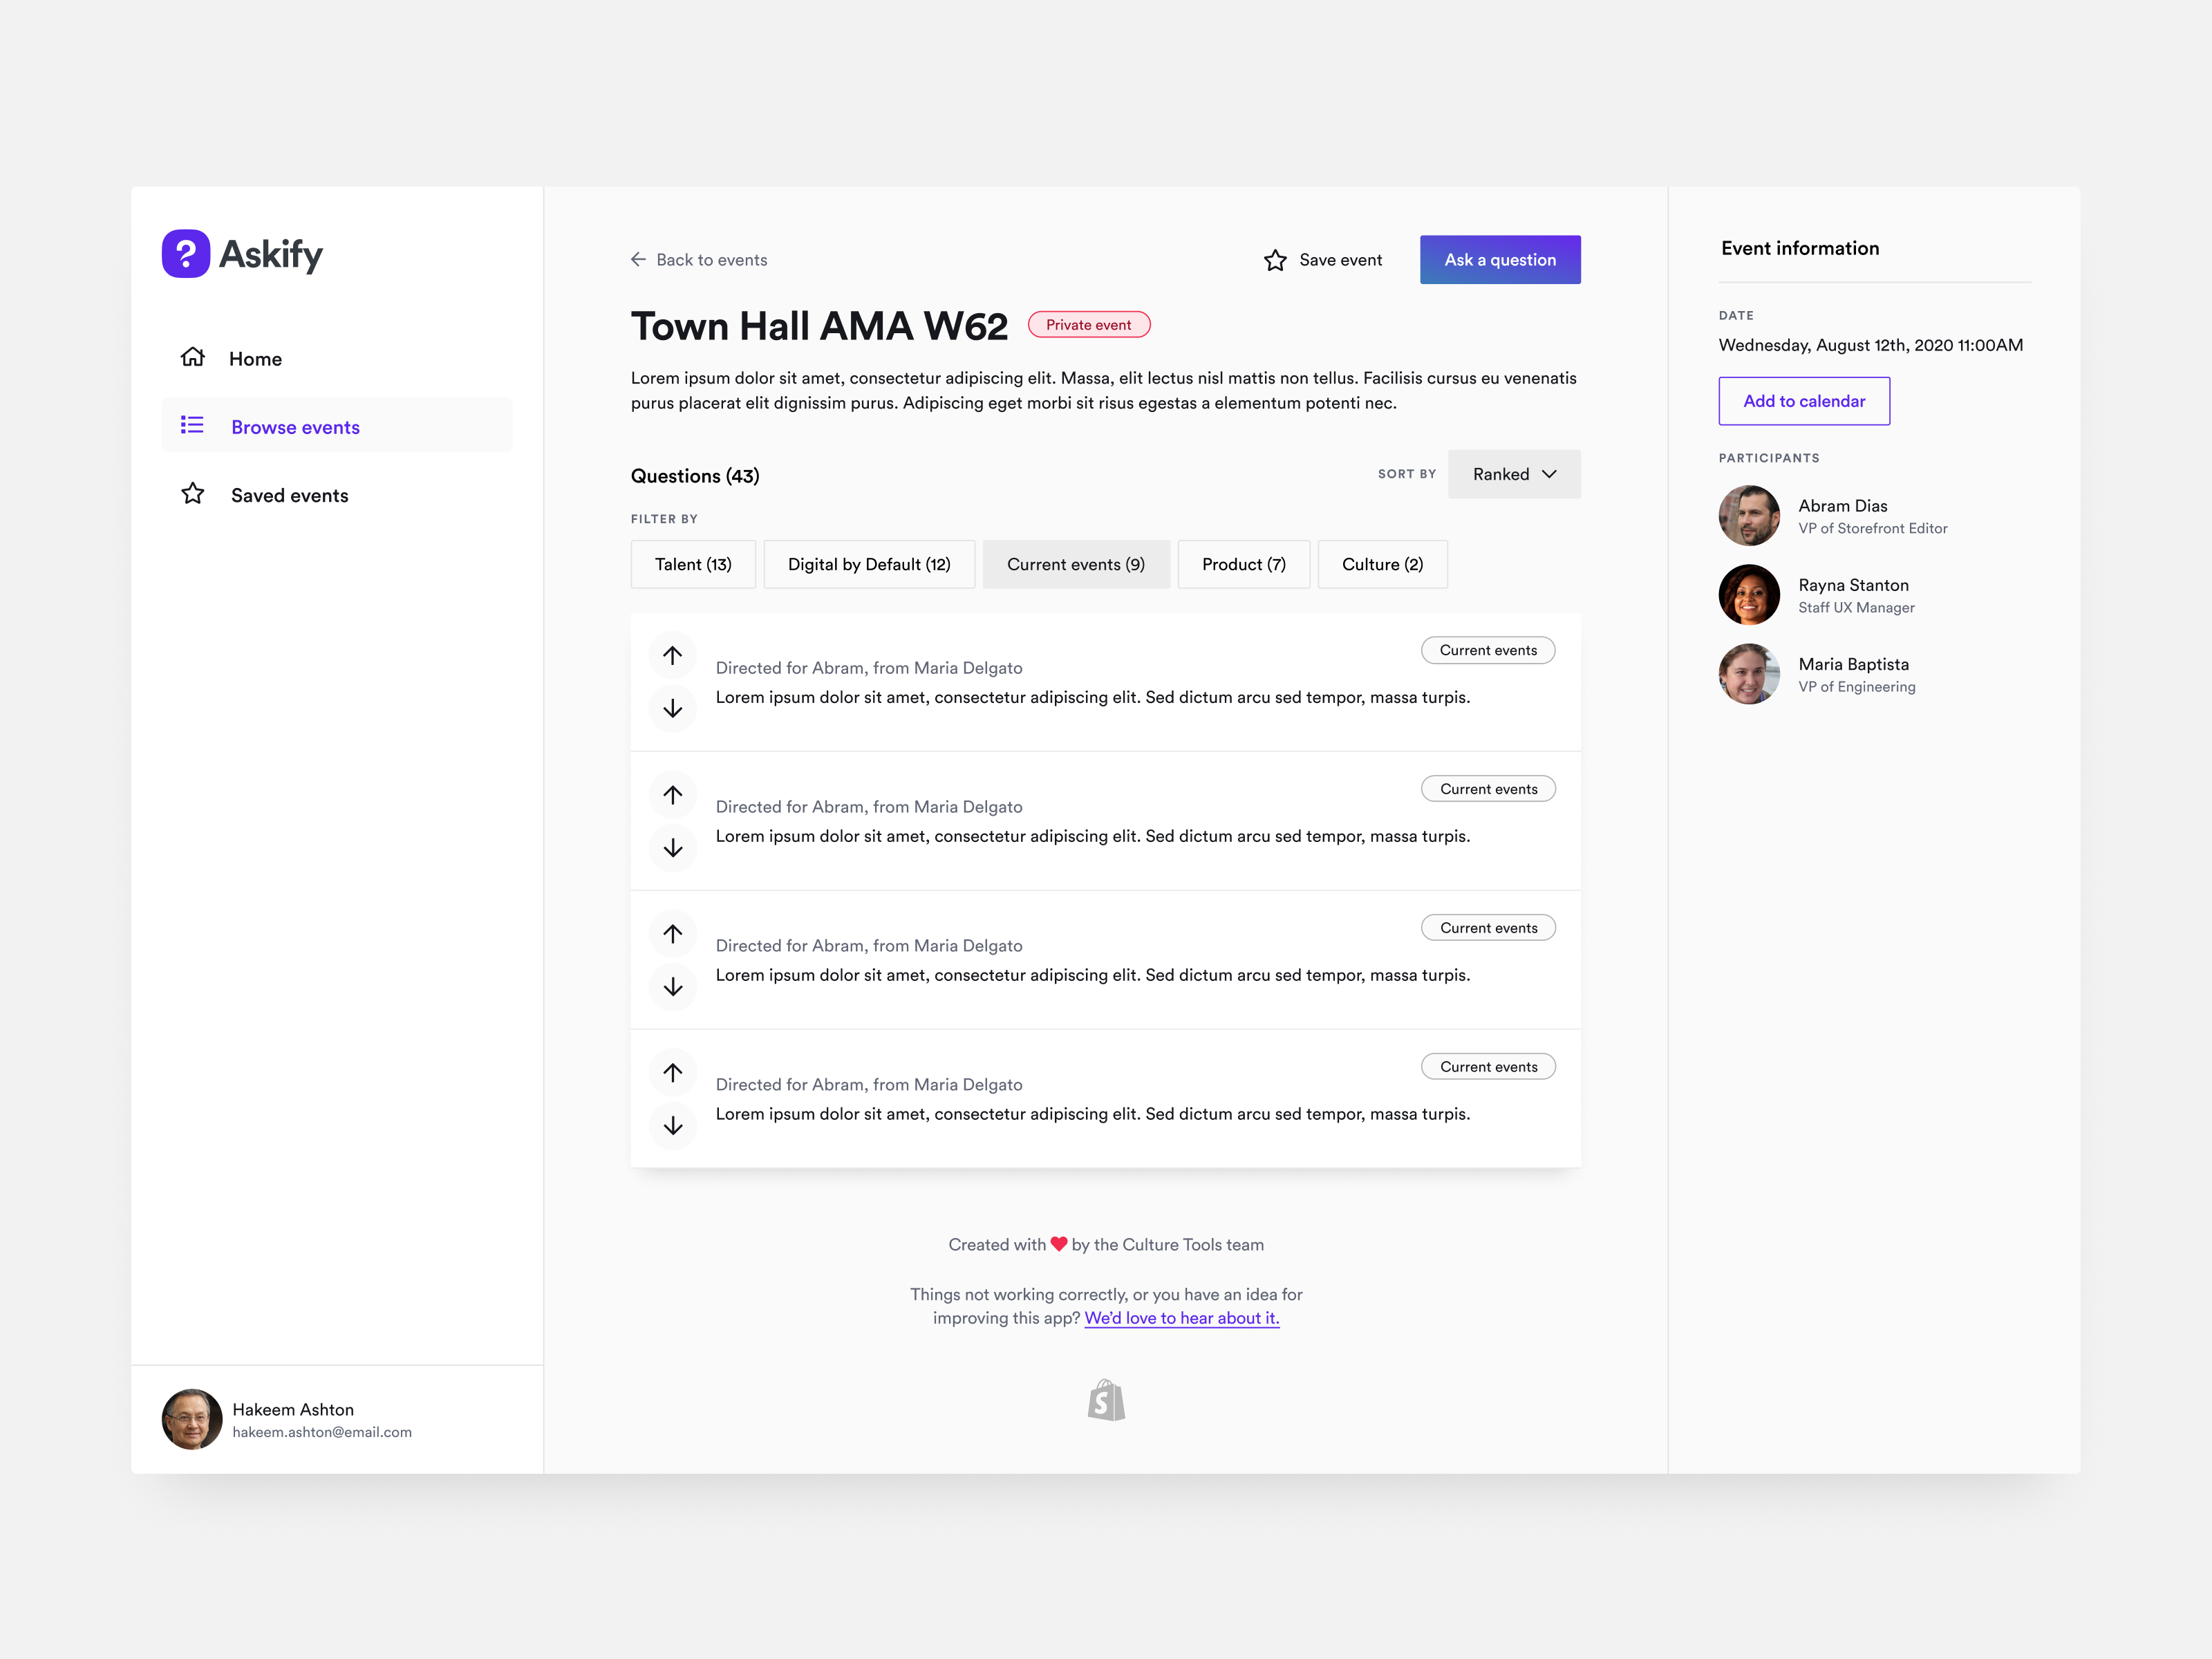 Askify
Home
Browse events
Saved events
Hakeem Ashton
hakeem.ashton@email.com
Back to events
Save event
Ask a question
Town Hall AMA W62
Private event
Lorem ipsum dolor sit amet, consectetur adipiscing elit. Massa, elit lectus nisl mattis non tellus. Facilisis cursus eu venenatis
purus placerat elit dignissim purus. Adipiscing eget morbi sit risus egestas a elementum potenti nec.
Questions (43)
SORT BY
Ranked
FILTER BY
Talent (13)
Digital by Default (12)
Current events (9)
Product (7)
Culture (2)
Current events
Directed for Abram, from Maria Delgato
Lorem ipsum dolor sit amet, consectetur adipiscing elit. Sed dictum arcu sed tempor, massa turpis.
Current events
Directed for Abram, from Maria Delgato
Lorem ipsum dolor sit amet, consectetur adipiscing elit. Sed dictum arcu sed tempor, massa turpis.
Current events
Directed for Abram, from Maria Delgato
Lorem ipsum dolor sit amet, consectetur adipiscing elit. Sed dictum arcu sed tempor, massa turpis.
Current events
Directed for Abram, from Maria Delgato
Lorem ipsum dolor sit amet, consectetur adipiscing elit. Sed dictum arcu sed tempor, massa turpis.
Created with ❤ by the Culture Tools team
Things not working correctly, or you have an idea for
improving this app? We'd love to hear about it.
Event information
DATE
Wednesday, August 12th, 2020 11:00AM
Add to calendar
PARTICIPANTS
Abram Dias
VP of Storefront Editor
Rayna Stanton
Staff UX Manager
Maria Baptista
VP of Engineering